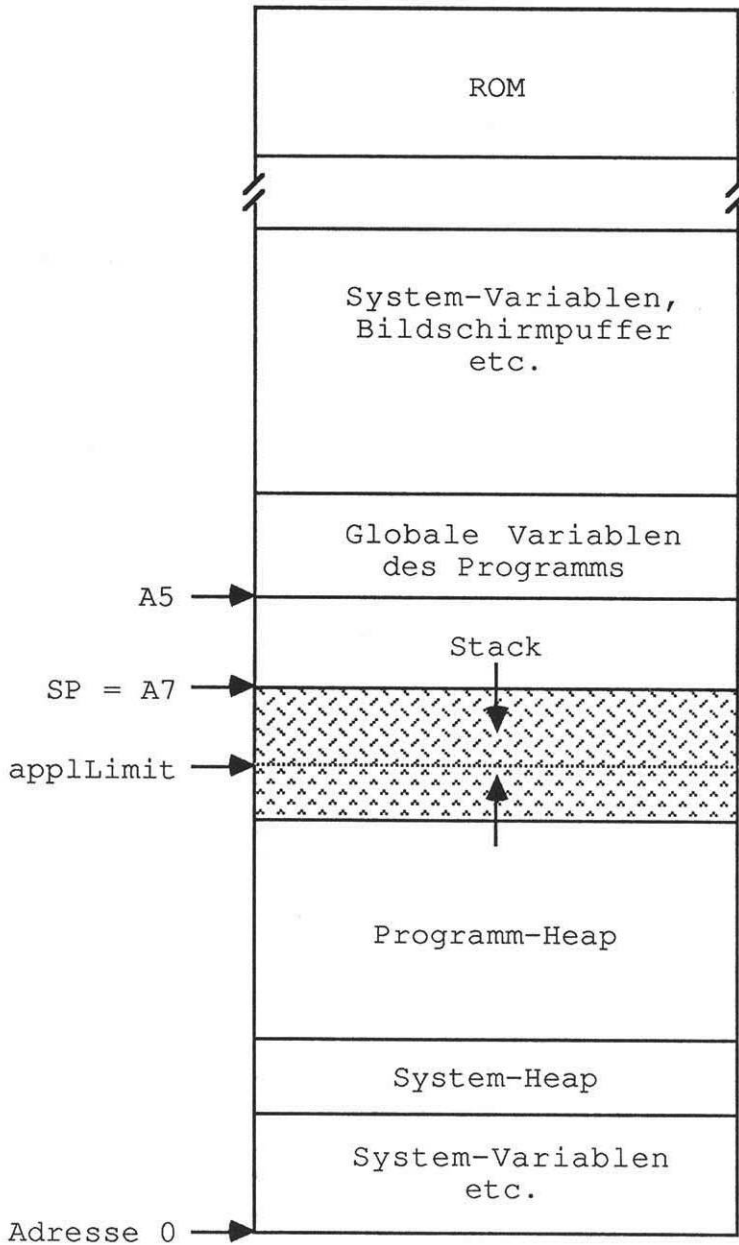 ROM
System-Variablen,
Bildschirmpuffer
etc.
Globale Variablen
des Programms
A5
Stack
SP = A7
applLimit
Programm-Heap
System-Heap
System-Variablen
etc.
Adresse 0